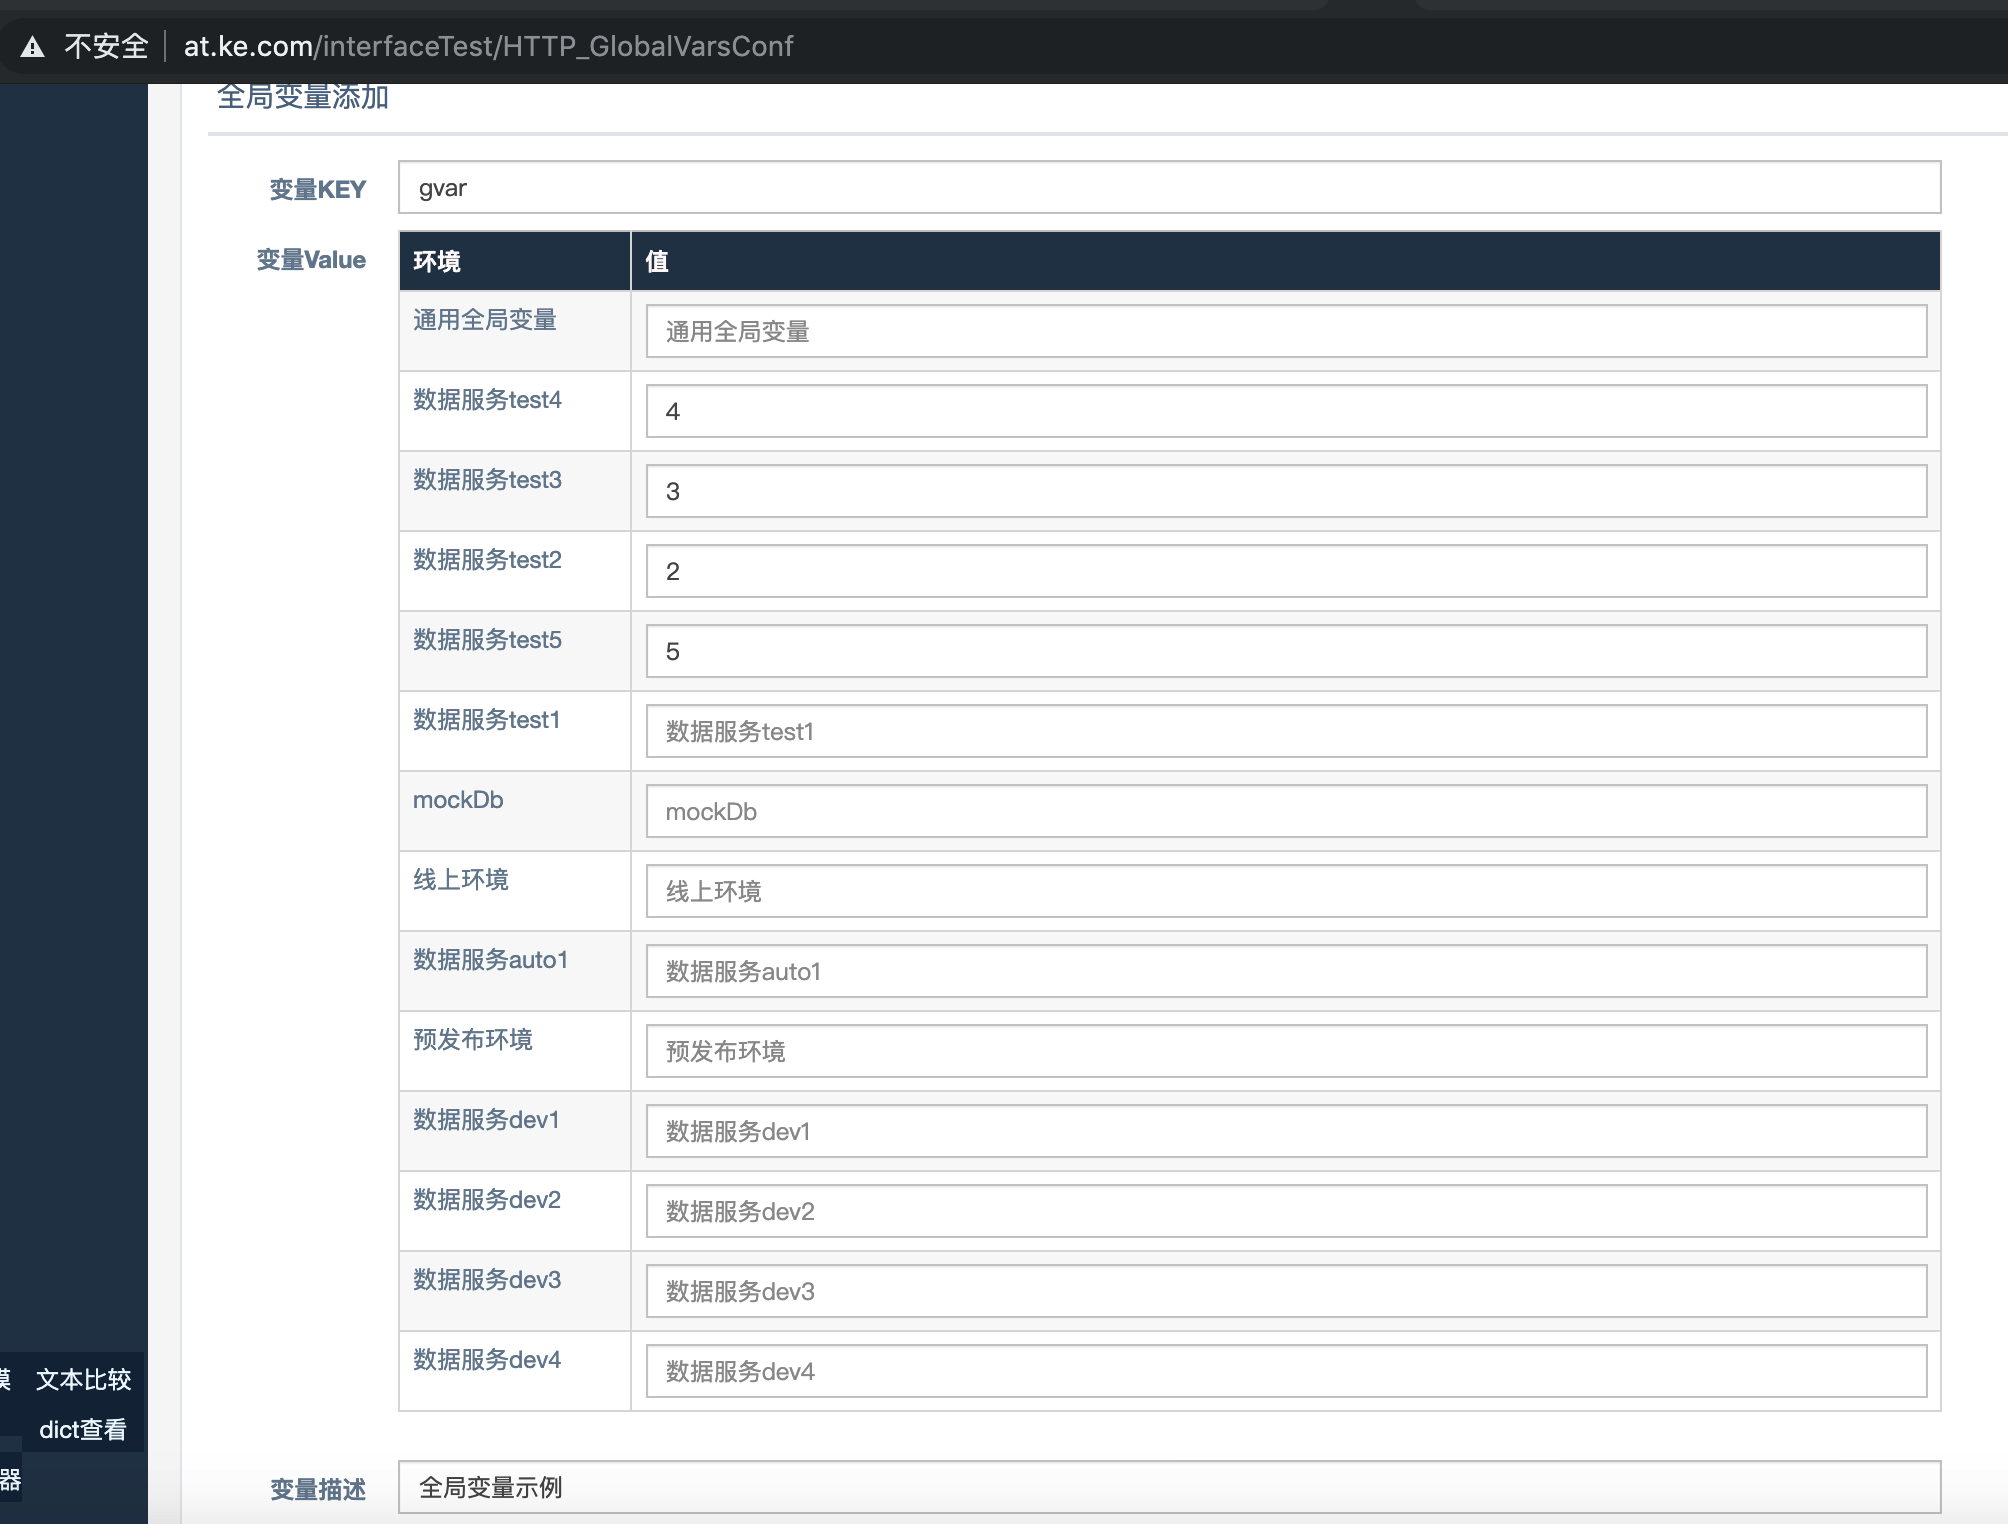 不安全 at.ke.com/interfaceTest/HTTP_GlobalVarsConf
全局变量添加
变量KEY gvar
变量Value 环境 值
通用全局变量 通用全局变量
数据服务test4 4
数据服务test3 3
数据服务test2 2
数据服务test5 5
数据服务test1 数据服务test1
mockDb mockDb
线上环境 线上环境
数据服务auto1 数据服务auto1
预发布环境 预发布环境
数据服务dev1 数据服务dev1
数据服务dev2 数据服务dev2
数据服务dev3 数据服务dev3
数据服务dev4 数据服务dev4
文本比较
dict查看
器
变量描述 全局变量示例